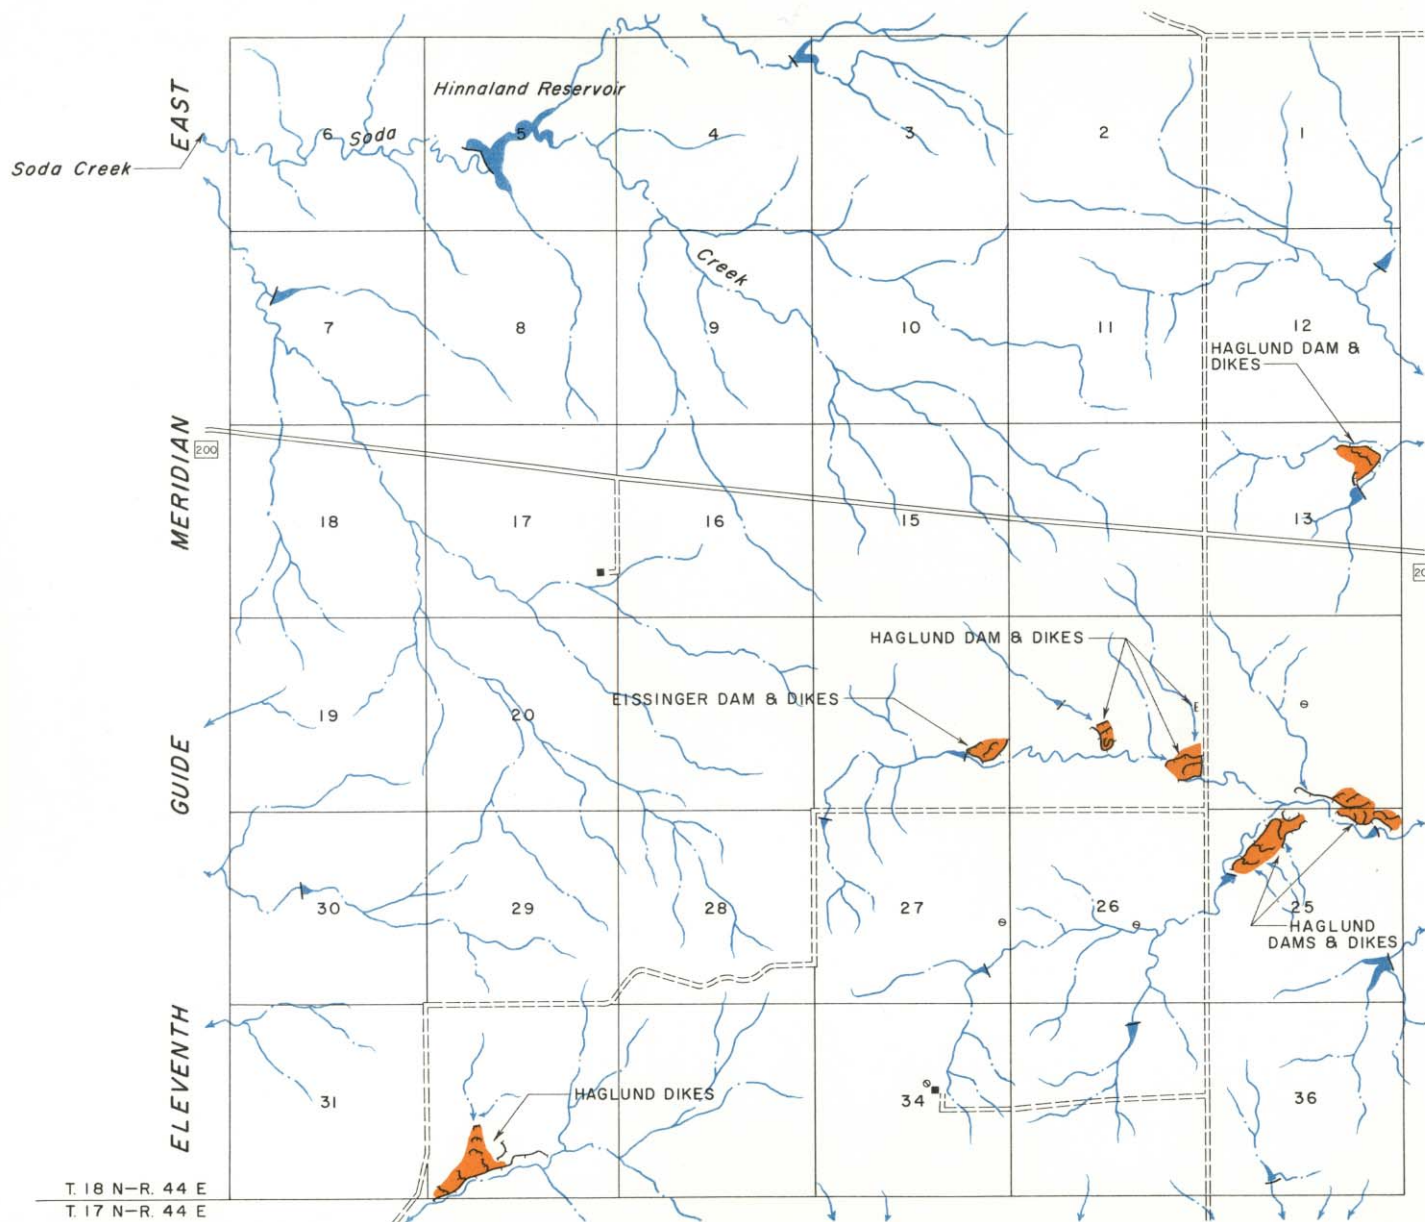 Hinnaland Reservoir
EAST
6
Soda
5
4
3
2
1
Soda Creek
Creek
7
8
9
10
11
12
HAGLUND DAM &
DIKES
MERIDIAN
200
18
17
16
15
13
20
HAGLUND DAM & DIKES
EISSINGER DAM & DIKES
19
20
GUIDE
30
29
28
27
26
25
HAGLUND
DAMS & DIKES
ELEVENTH
31
HAGLUND DIKES
34
36
T. 18 N–R. 44 E
T. 17 N–R. 44 E